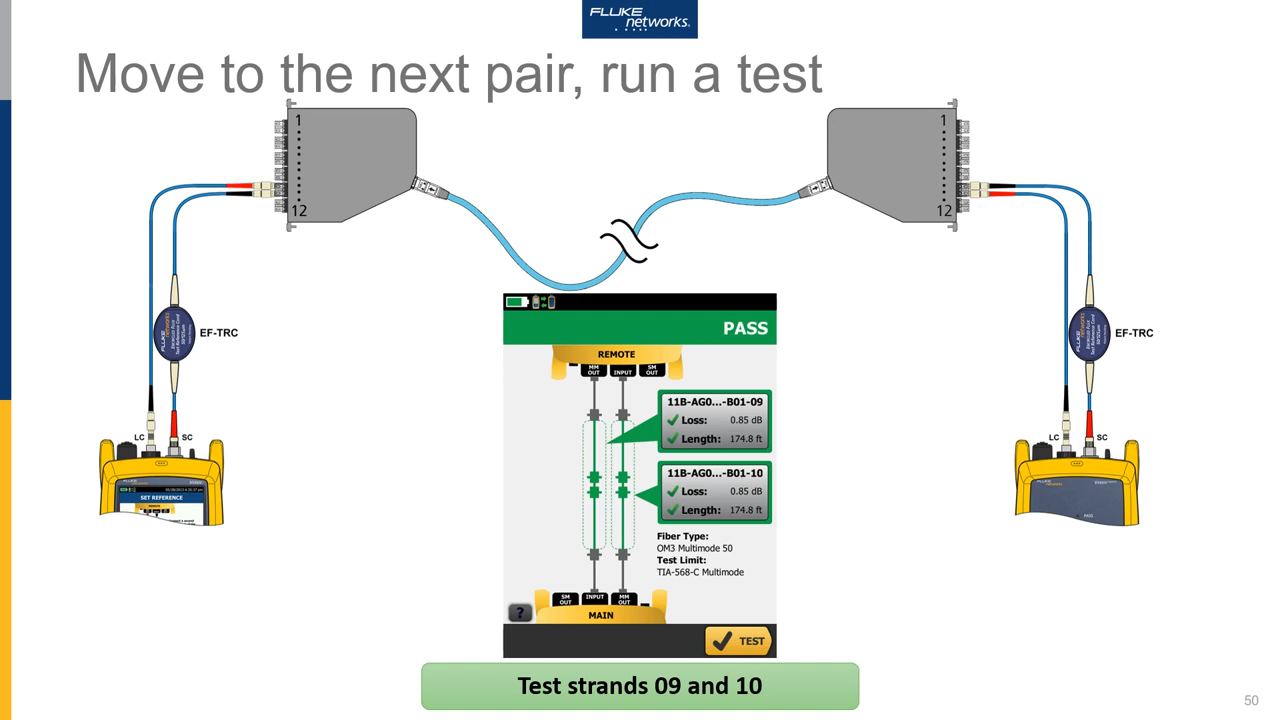 FLUKE
networks.
Move to the next pair, run a test
1
12
1
12
EF-TRC
EF-TRC
LC
SC
LC
SC
SET REFERENCE
PASS
REMOTE
MM OUT
INPUT
SM OUT
11B-AG0...-B01-09
Loss: 0.85 dB
Length: 174.8 ft
11B-AG0...-B01-10
Loss: 0.85 dB
Length: 174.8 ft
Fiber Type:
OM3 Multimode 50
Test Limit:
TIA-568-C Multimode
SM OUT
INPUT
MM OUT
?
MAIN
TEST
Test strands 09 and 10
50